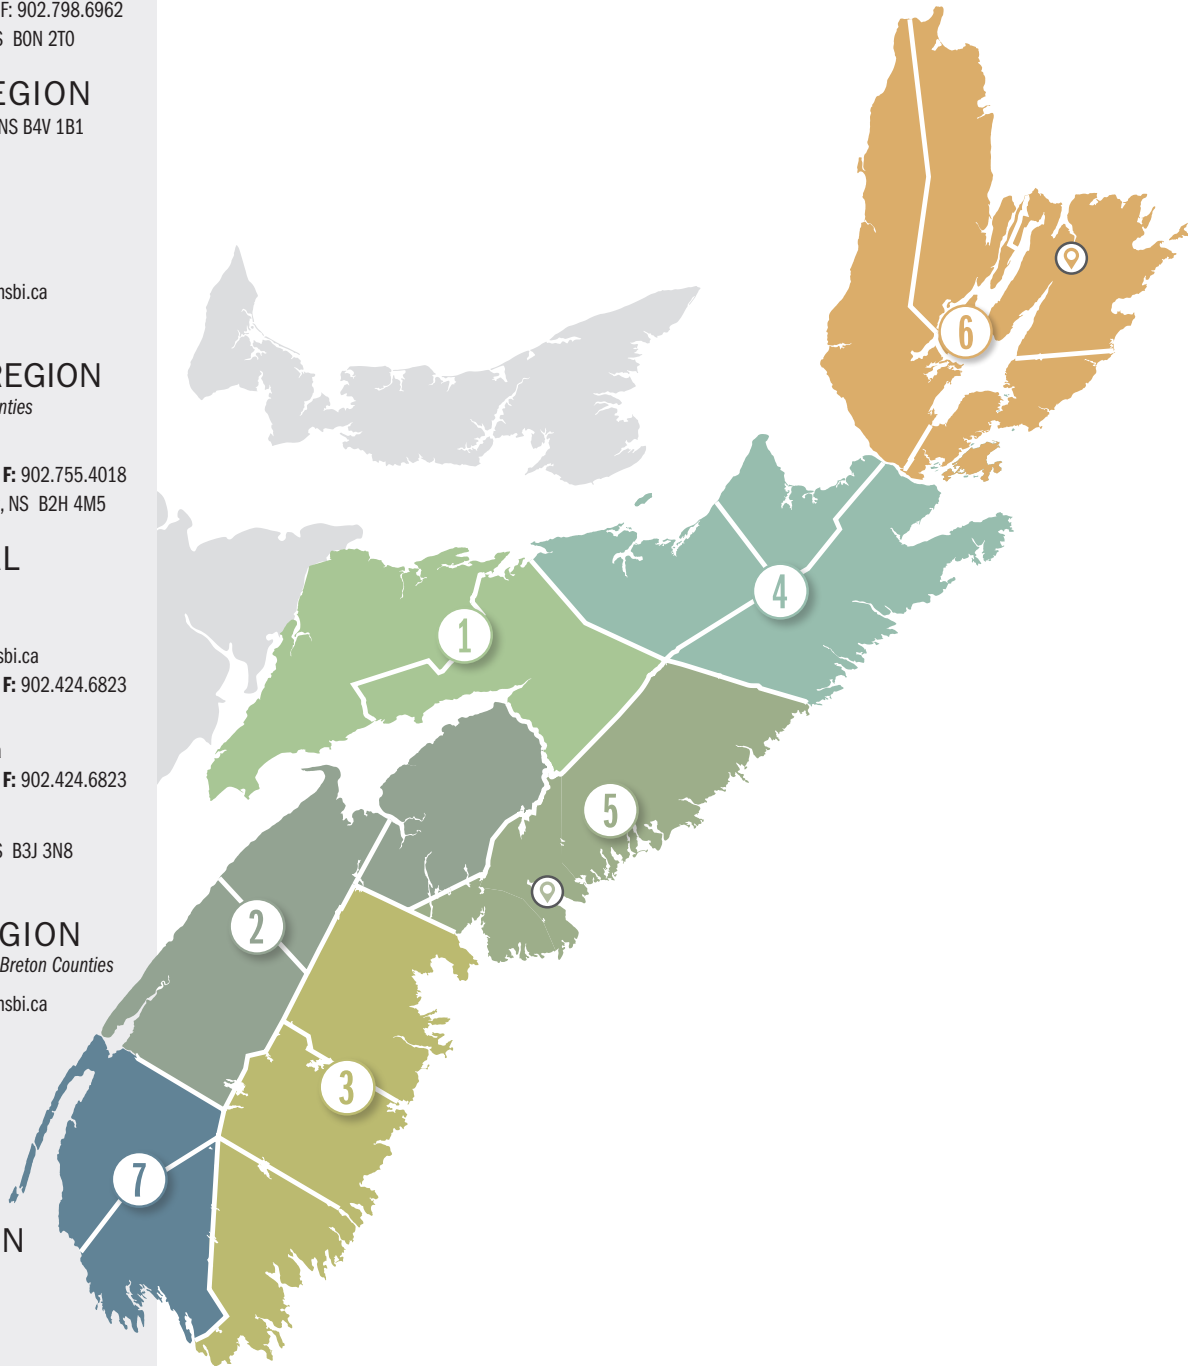 F: 902.798.6962
S B0N 2T0
EGION
NS B4V 1B1
nsbi.ca
REGION
nties
F: 902.755.4018
, NS B2H 4M5
L
sbi.ca
F: 902.424.6823
F: 902.424.6823
S B3J 3N8
GION
Breton Counties
nsbi.ca
N
6
4
1
5
2
3
7